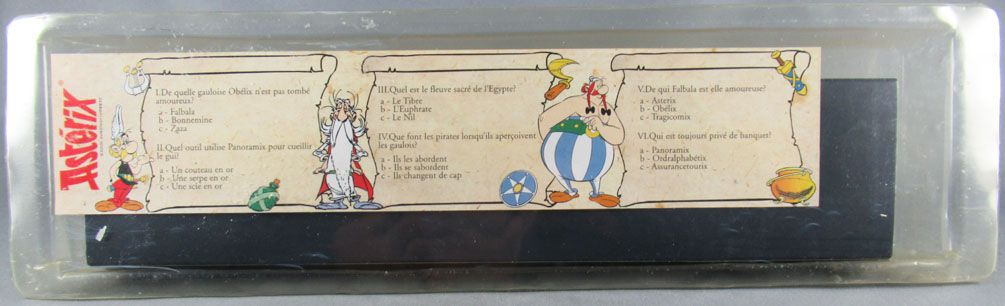 Astérix
I.De quelle gauloise Obélix n'est pas tombé
amoureux?
a - Falbala
b - Bonnemine
c - Zaza
II.Quel outil utilise Panoramix pour cueillir
le gui?
a - Un couteau en or
b - Une serpe en or
c - Une scie en or
III.Quel est le fleuve sacré de l'Egypte?
a - Le Tibre
b - L'Euphrate
c - Le Nil
IV.Que font les pirates lorsqu'ils aperçoivent
les gaulois?
a - Ils les abordent
b - Ils se sabordent
c - Ils changent de cap
V.De qui Falbala est elle amoureuse?
a - Asterix
b - Obélix
c - Tragicomix
VI.Qui est toujours privé de banquet?
a - Panoramix
b - Ordralphabétix
c - Assurancetourix